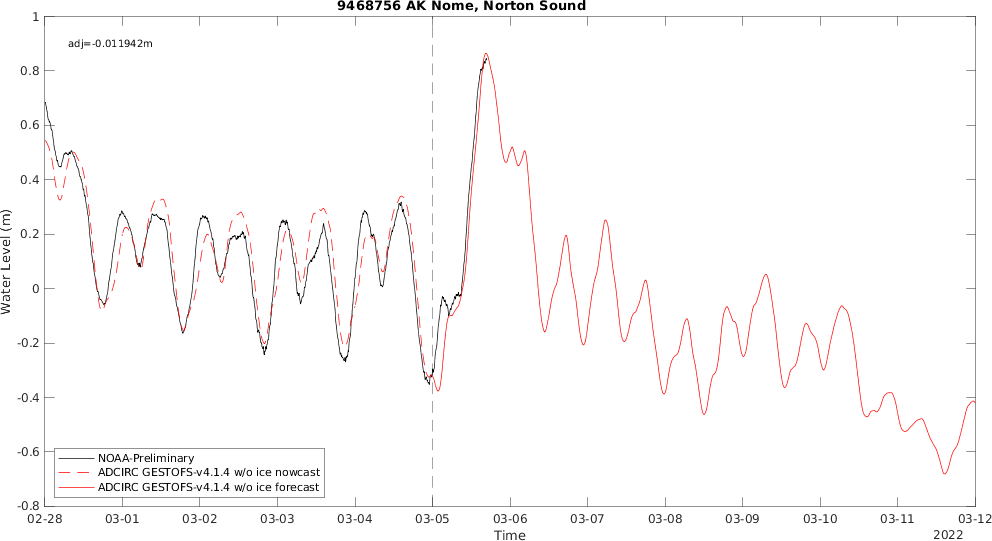 9468756 AK Nome, Norton Sound
adj=-0.011942m
Water Level (m)
1
0.8
0.6
0.4
0.2
0
-0.2
-0.4
-0.6
-0.8
NOAA-Preliminary
ADCIRC GESTOFS-v4.1.4 w/o ice nowcast
ADCIRC GESTOFS-v4.1.4 w/o ice forecast
02-28 03-01 03-02 03-03 03-04 03-05 03-06 03-07 03-08 03-09 03-10 03-11 03-12
Time
2022